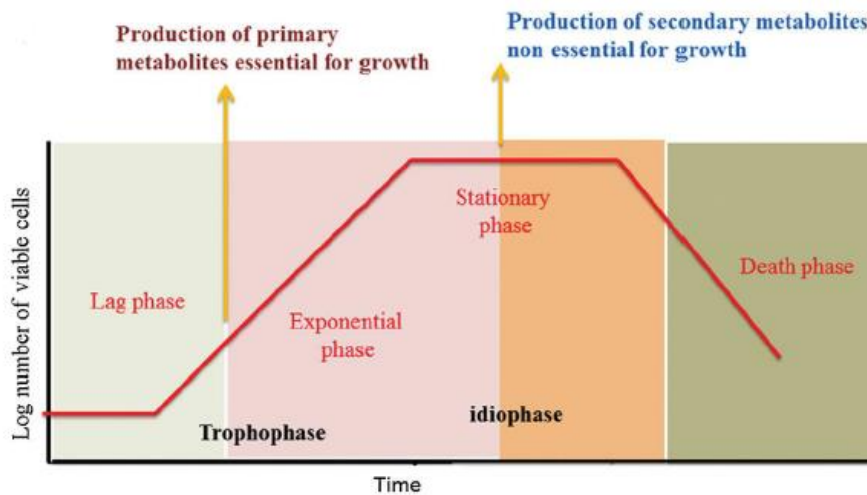 Production of primary
metabolites essential for growth
Production of secondary metabolites
non essential for growth
Log number of viable cells
Lag phase
Exponential
phase
Stationary
phase
Death phase
Trophophase
idiophase
Time